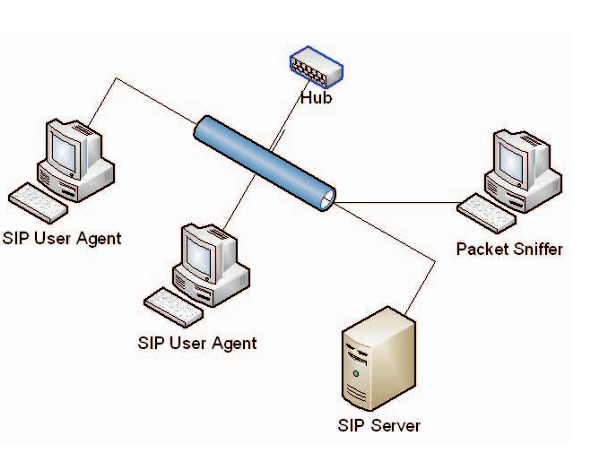 Hub
SIP User Agent
Packet Sniffer
SIP User Agent
SIP Server